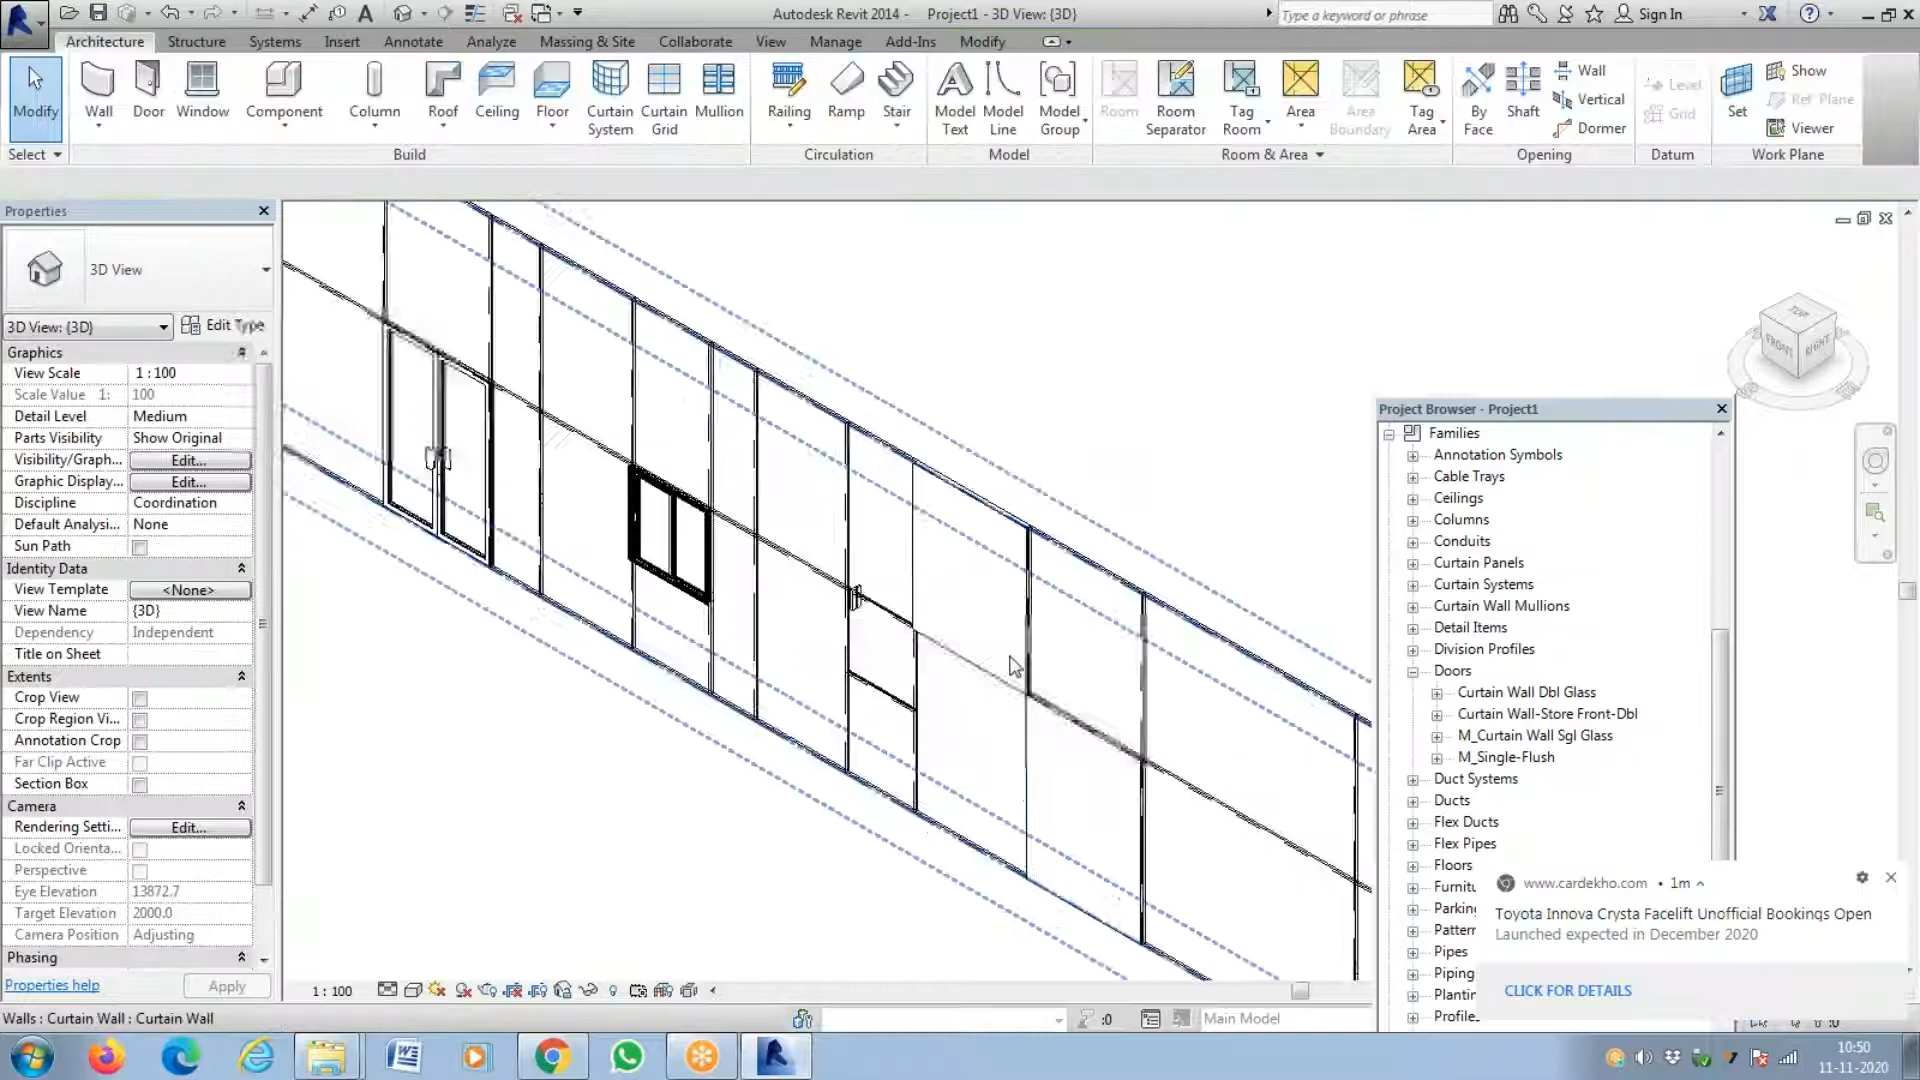 Autodesk Revit 2014 - Project1 - 3D View: {3D}
Type a keyword or phrase
Sign In
Architecture Structure Systems Insert Annotate Analyze Massing & Site Collaborate View Manage Add-Ins Modify
Modify Wall Door Window Component Column Roof Ceiling Floor Curtain System Curtain Grid Mullion Railing Ramp Stair Model Text Model Line Model Group Room Room Separator Tag Room Area Area Boundary Tag Area By Face Shaft Wall Vertical Dormer Level Grid Set Show Ref Plane Viewer
Select Build Circulation Model Room & Area Opening Datum Work Plane
Properties
3D View
3D View: {3D} Edit Type
Graphics
View Scale 1 : 100
Scale Value 1: 100
Detail Level Medium
Parts Visibility Show Original
Visibility/Graph... Edit...
Graphic Display... Edit...
Discipline Coordination
Default Analysi... None
Sun Path
Identity Data
View Template <None>
View Name {3D}
Dependency Independent
Title on Sheet
Extents
Crop View
Crop Region Vi...
Annotation Crop
Far Clip Active
Section Box
Camera
Rendering Setti... Edit...
Locked Orienta...
Perspective
Eye Elevation 13872.7
Target Elevation 2000.0
Camera Position Adjusting
Phasing
Properties help Apply
TOP
FRONT RIGHT
Project Browser - Project1
Families
Annotation Symbols
Cable Trays
Ceilings
Columns
Conduits
Curtain Panels
Curtain Systems
Curtain Wall Mullions
Detail Items
Division Profiles
Doors
Curtain Wall Dbl Glass
Curtain Wall-Store Front-Dbl
M_Curtain Wall Sgl Glass
M_Single-Flush
Duct Systems
Ducts
Flex Ducts
Flex Pipes
Floors
Furnitu
Parking
Pattern
Pipes
Piping
Plantin
Profile
www.cardekho.com • 1m
Toyota Innova Crysta Facelift Unofficial Bookings Open
Launched expected in December 2020
CLICK FOR DETAILS
1 : 100
Walls : Curtain Wall : Curtain Wall
:0
Main Model
:0
10:50
11-11-2020